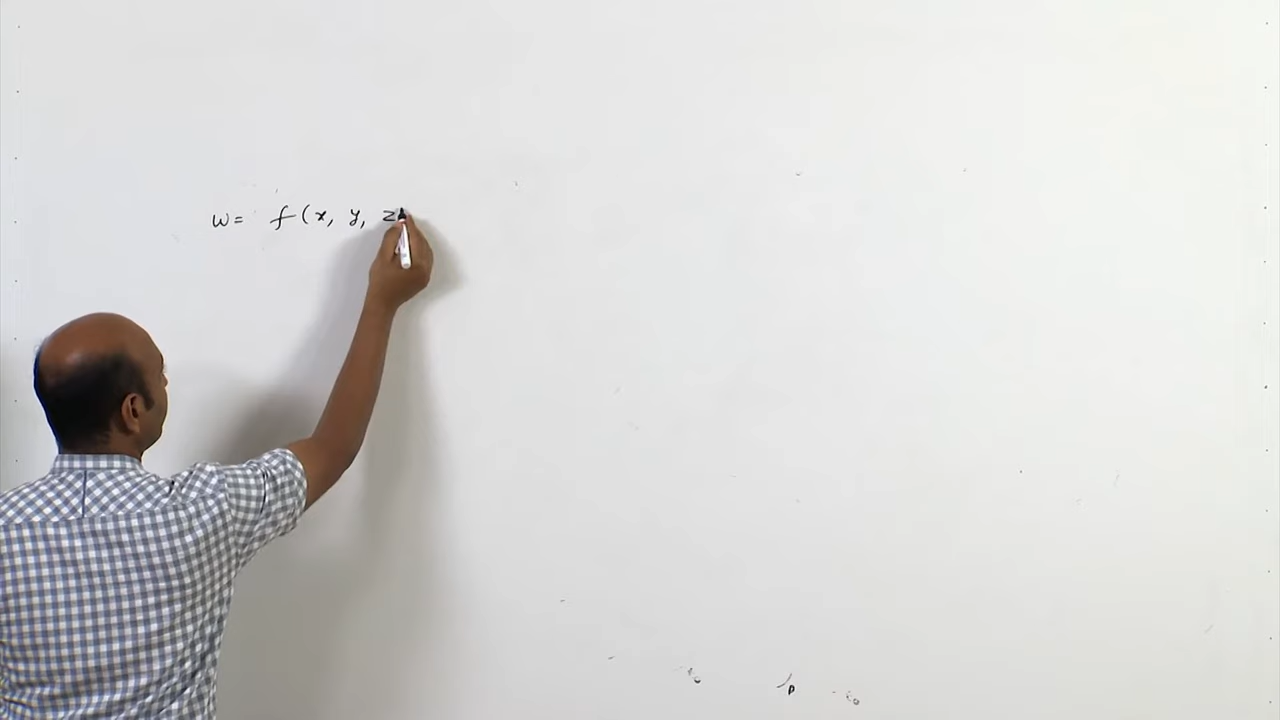 w = f(x, y, z